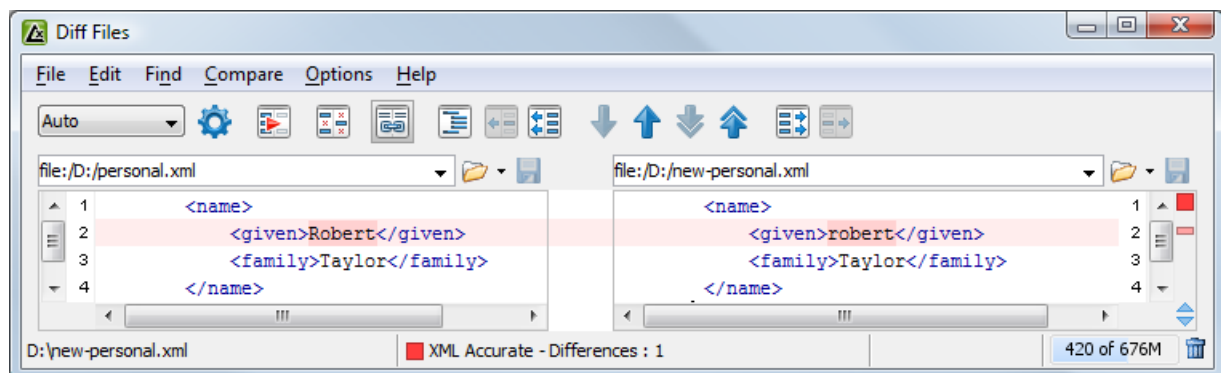 Diff Files
File Edit Find Compare Options Help
Auto
file:/D:/personal.xml file:/D:/new-personal.xml
1 <name> <name> 1
2 <given>Robert</given> <given>robert</given> 2
3 <family>Taylor</family> <family>Taylor</family> 3
4 </name> </name> 4
D:\new-personal.xml XML Accurate - Differences : 1 420 of 676M